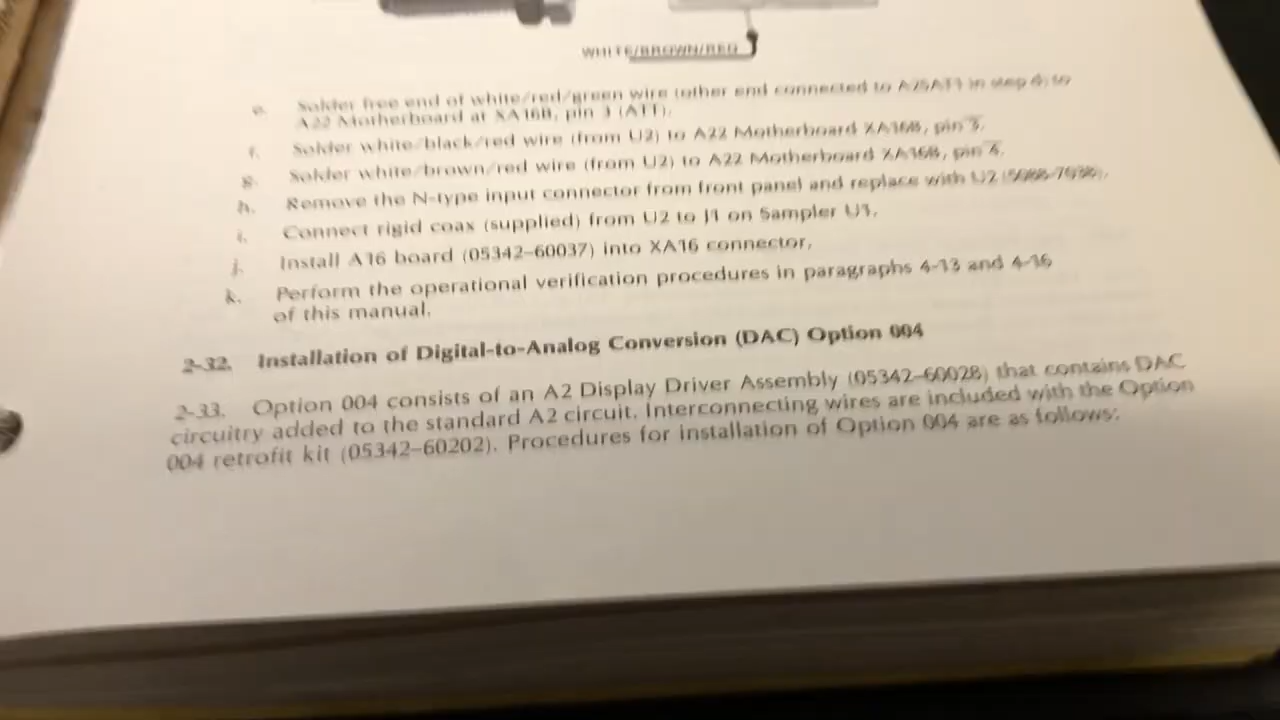 WHITE/BROWN/RED
e. Solder free end of white/red/green wire (other end connected to A25AT1 in step to
A22 Motherboard at XA16B, pin 3 (ATT).
f. Solder white/black/red wire (from U2) to A22 Motherboard XA16B, pin
g. Solder white/brown/red wire (from U2) to A22 Motherboard XA16B, pin
h. Remove the N-type input connector from front panel and replace with U2
i. Connect rigid coax (supplied) from U2 to J1 on Sampler U1.
j. Install A16 board (05342-60037) into XA16 connector.
k. Perform the operational verification procedures in paragraphs 4-13 and 4-16
of this manual.
2-32. Installation of Digital-to-Analog Conversion (DAC) Option 004
2-33. Option 004 consists of an A2 Display Driver Assembly (05342-60028) that contains DAC
circuitry added to the standard A2 circuit. Interconnecting wires are included with the Option
004 retrofit kit (05342-60202). Procedures for installation of Option 004 are as follows: